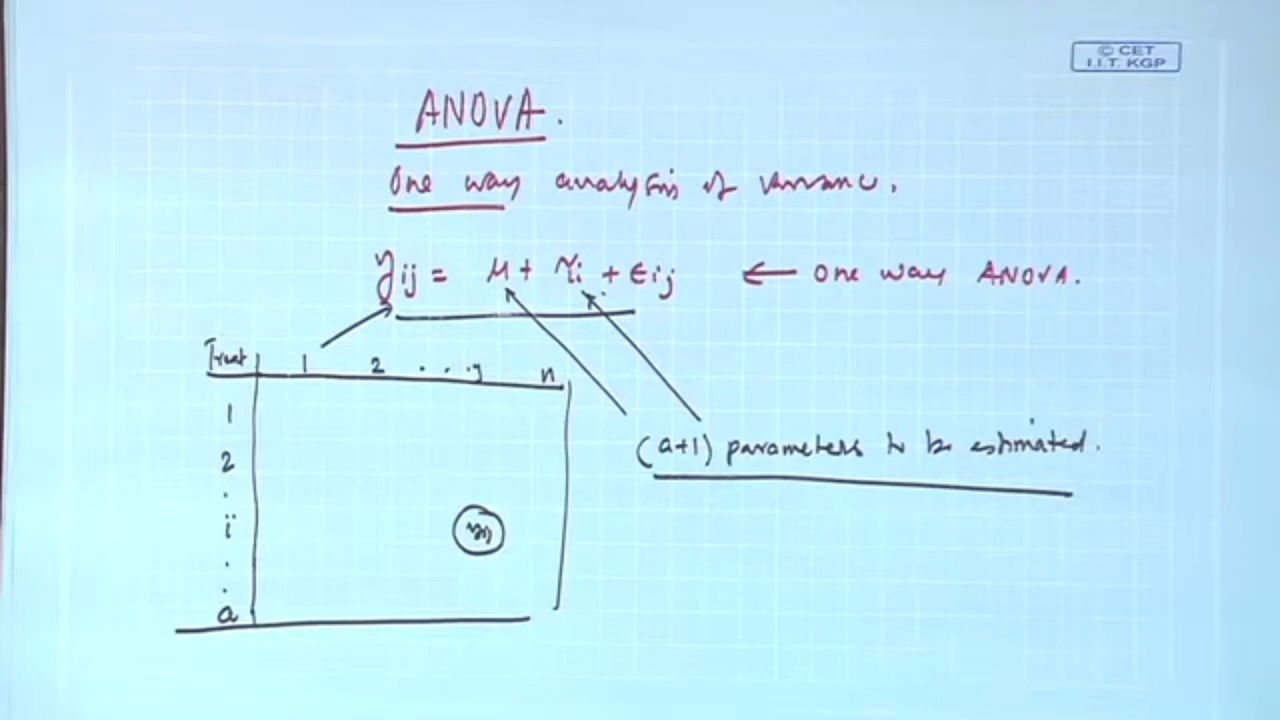 © CET
I.I.T. KGP
ANOVA.
One way analysis of variance.
yij = μ + τi + εij ← One way ANOVA.
Treat 1 2 . . . j n
1
2
.
i
yij
.
.
a
(a+1) parameters to be estimated.